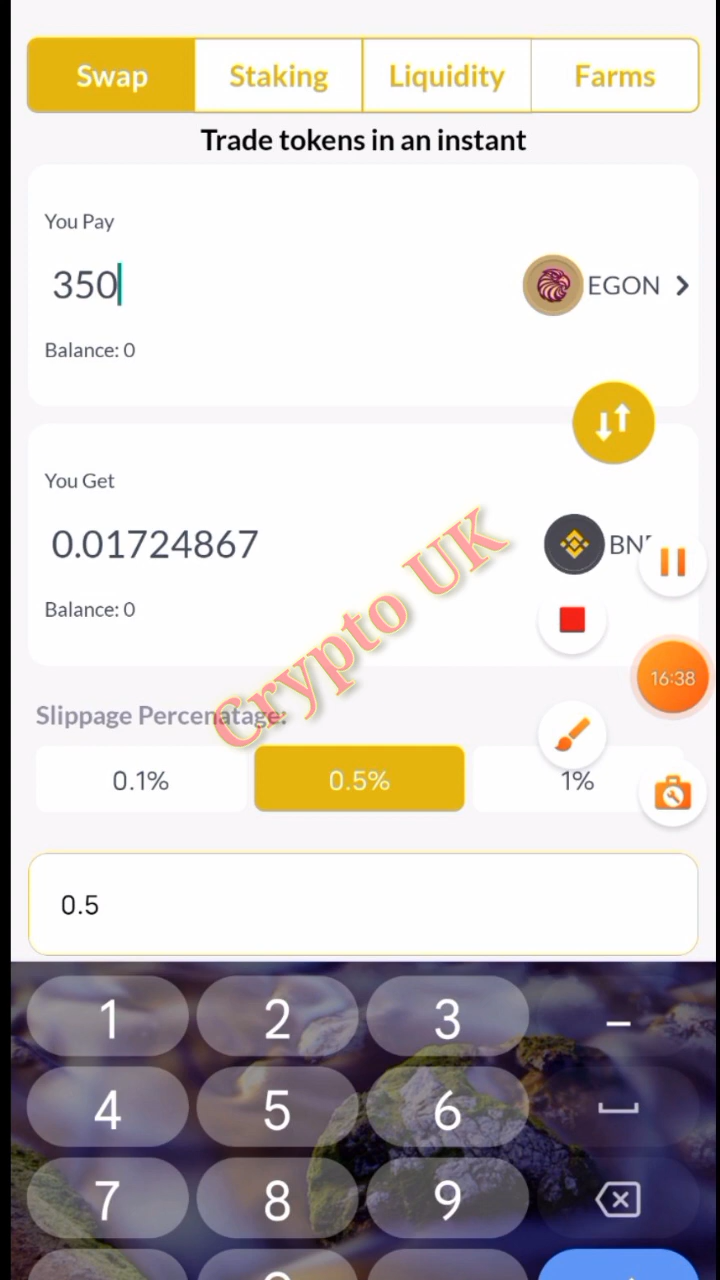 Swap Staking Liquidity Farms
Trade tokens in an instant
You Pay
350 EGON
Balance: 0
You Get
0.01724867
Balance: 0
Crypto UK
16:38
Slippage Percenatage:
0.1% 0.5% 1%
0.5
1 2 3 –
4 5 6
7 8 9